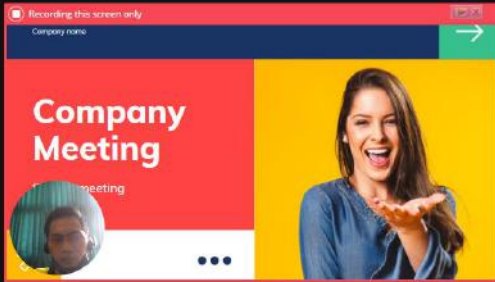 Recording this screen only
Company name
Company
Meeting
meeting